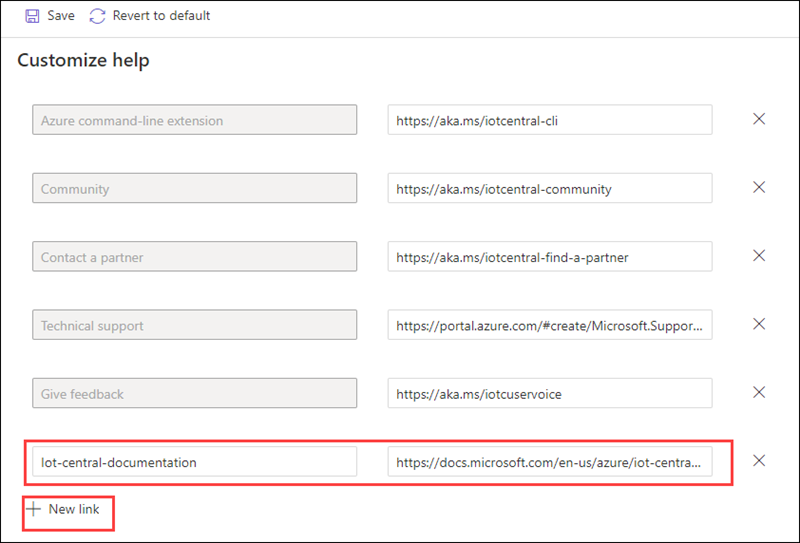 Save Revert to default
Customize help
Azure command-line extension https://aka.ms/iotcentral-cli
Community https://aka.ms/iotcentral-community
Contact a partner https://aka.ms/iotcentral-find-a-partner
Technical support https://portal.azure.com/#create/Microsoft.Suppor...
Give feedback https://aka.ms/iotcuservoice
Iot-central-documentation https://docs.microsoft.com/en-us/azure/iot-centra...
New link